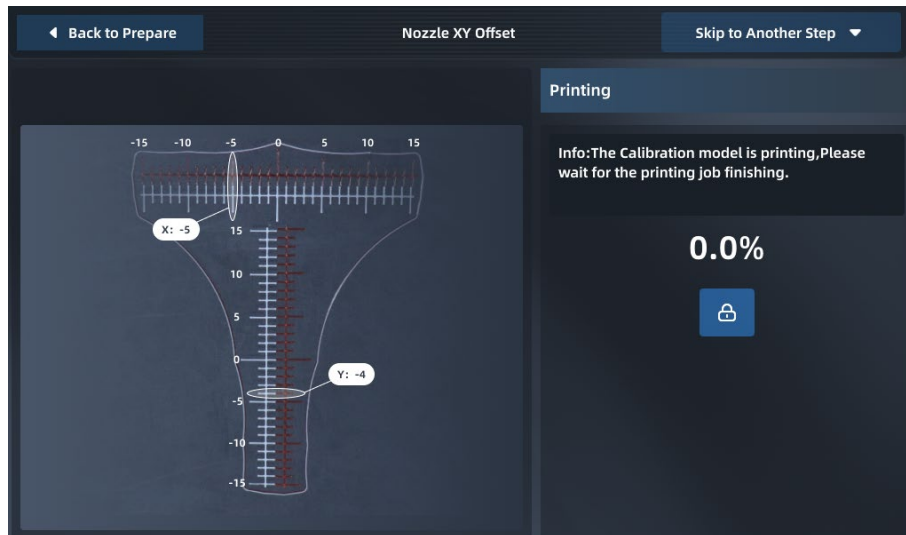 Back to Prepare
Nozzle XY Offset
Skip to Another Step
Printing
-15 -10 -5 0 5 10 15
X: -5
15
10
5
0
Y: -4
-5
-10
-15
Info:The Calibration model is printing,Please
wait for the printing job finishing.
0.0%